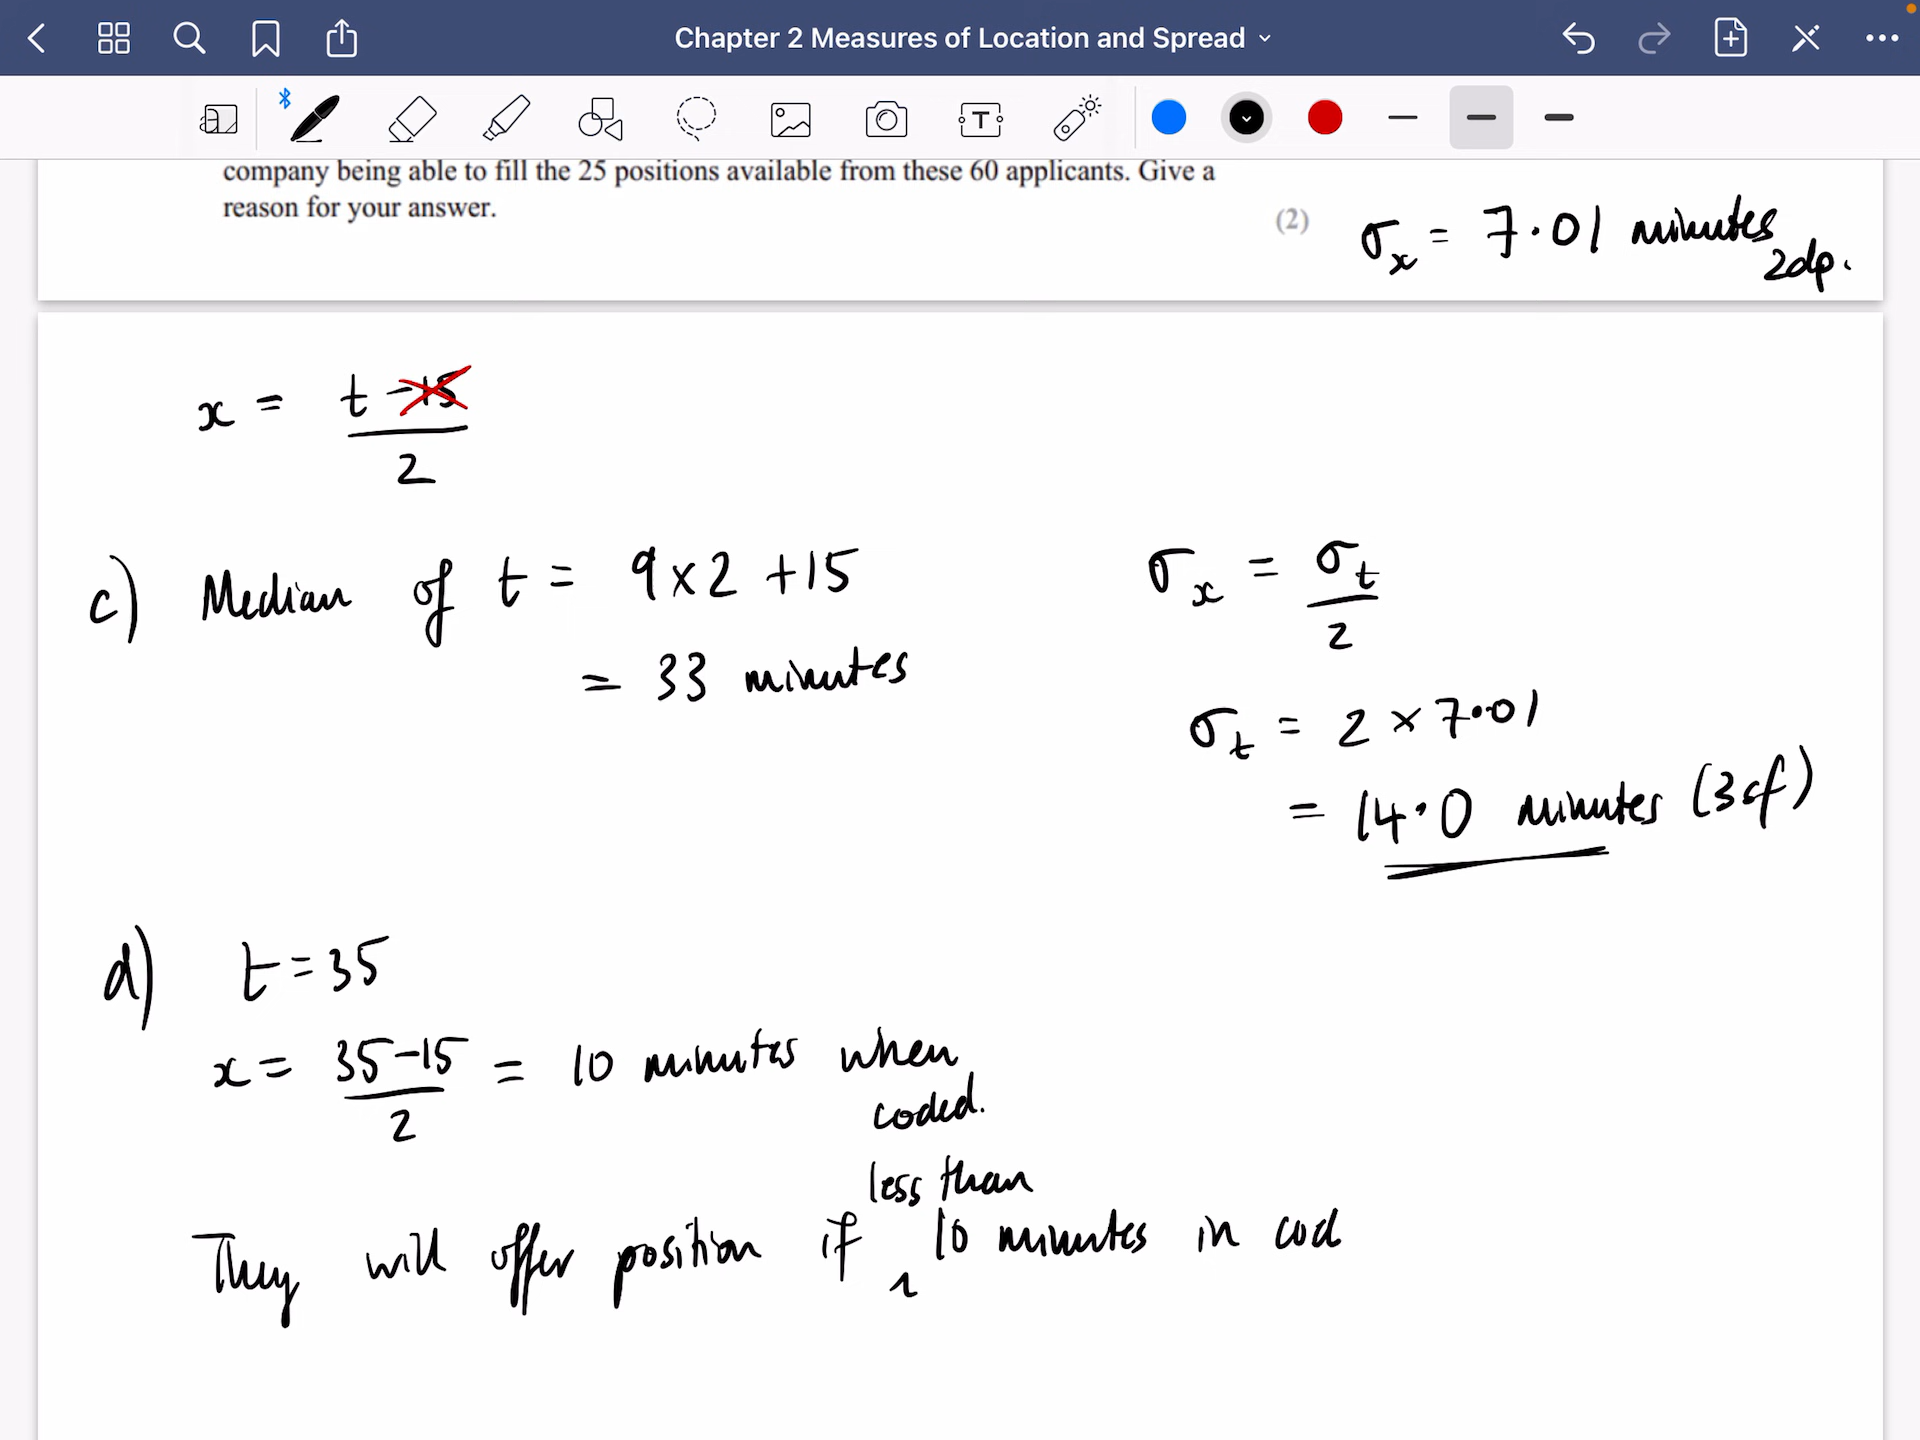 Chapter 2 Measures of Location and Spread
company being able to fill the 25 positions available from these 60 applicants. Give a
reason for your answer.
(2)
σx = 7.01 minutes
2dp.
x = t - 15
2
c) Median of t = 9 x 2 + 15
= 33 minutes
σx = σt
2
σt = 2 x 7.01
= 14.0 minutes (3sf)
d) t = 35
x = 35-15 = 10 minutes when
2
coded.
less than
They will offer position if 10 minutes in cod